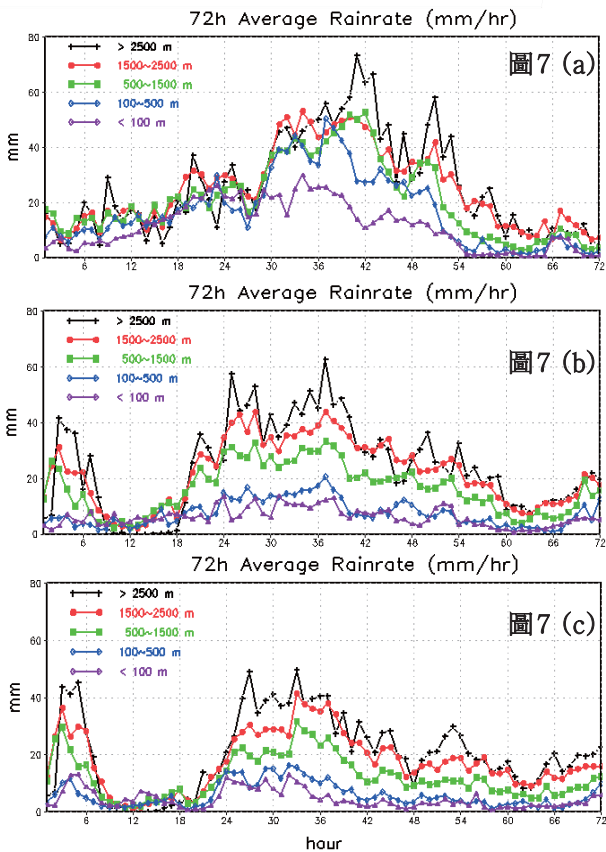 72h Average Rainrate (mm/hr)
80
> 2500 m
1500~2500 m
500~1500 m
100~500 m
< 100 m
圖7 (a)
60
40
20
0
mm
6 12 18 24 30 36 42 48 54 60 66 72
72h Average Rainrate (mm/hr)
80
> 2500 m
1500~2500 m
500~1500 m
100~500 m
< 100 m
圖7 (b)
60
40
20
0
mm
6 12 18 24 30 36 42 48 54 60 66 72
72h Average Rainrate (mm/hr)
80
> 2500 m
1500~2500 m
500~1500 m
100~500 m
< 100 m
圖7 (c)
60
40
20
0
mm
6 12 18 24 30 36 42 48 54 60 66 72
hour